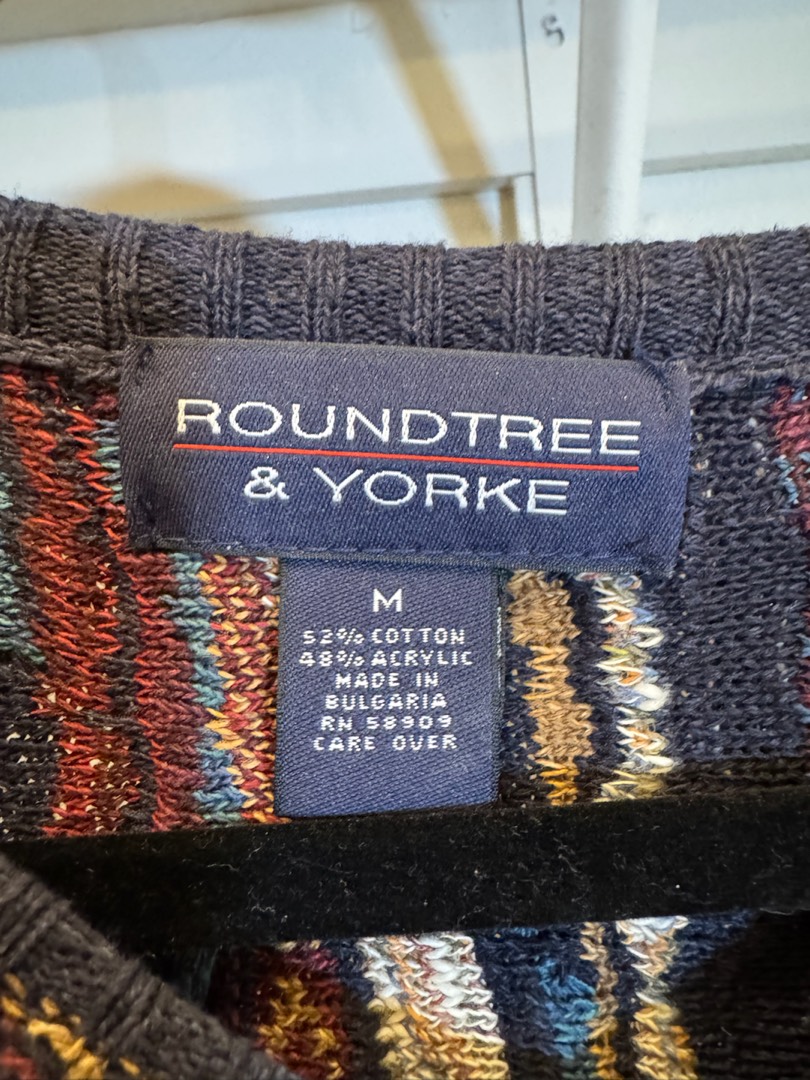 ROUNDTREE
& YORKE
M
52% COTTON
48% ACRYLIC
MADE IN
BULGARIA
RN 58909
CARE OVER